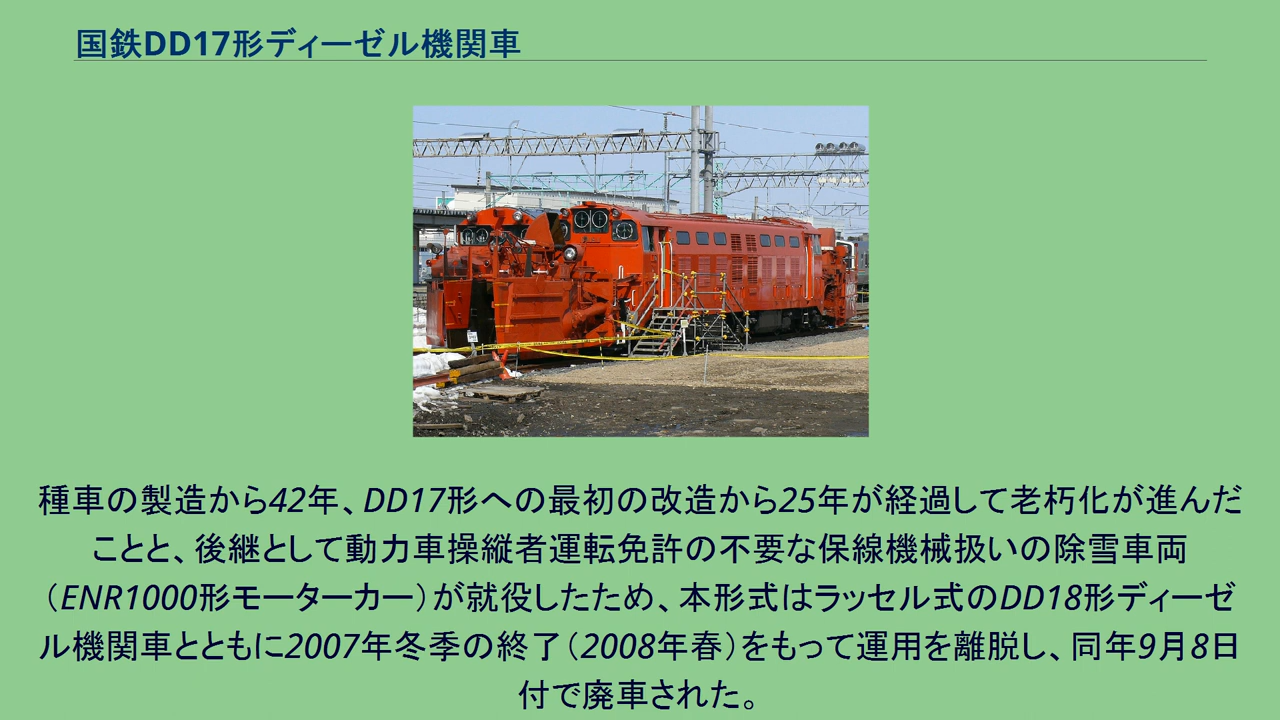 国鉄DD17形ディーゼル機関車
種車の製造から42年、DD17形への最初の改造から25年が経過して老朽化が進んだ
ことと、後継として動力車操縦者運転免許の不要な保線機械扱いの除雪車両
（ENR1000形モーターカー）が就役したため、本形式はラッセル式のDD18形ディーゼ
ル機関車とともに2007年冬季の終了（2008年春）をもって運用を離脱し、同年9月8日
付で廃車された。